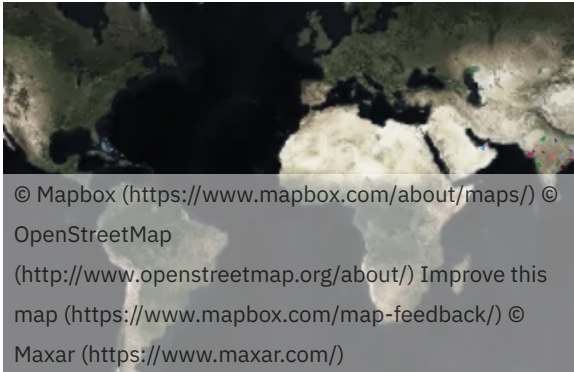 © Mapbox (https://www.mapbox.com/about/maps/) ©
OpenStreetMap
(http://www.openstreetmap.org/about/) Improve this
map (https://www.mapbox.com/map-feedback/) ©
Maxar (https://www.maxar.com/)